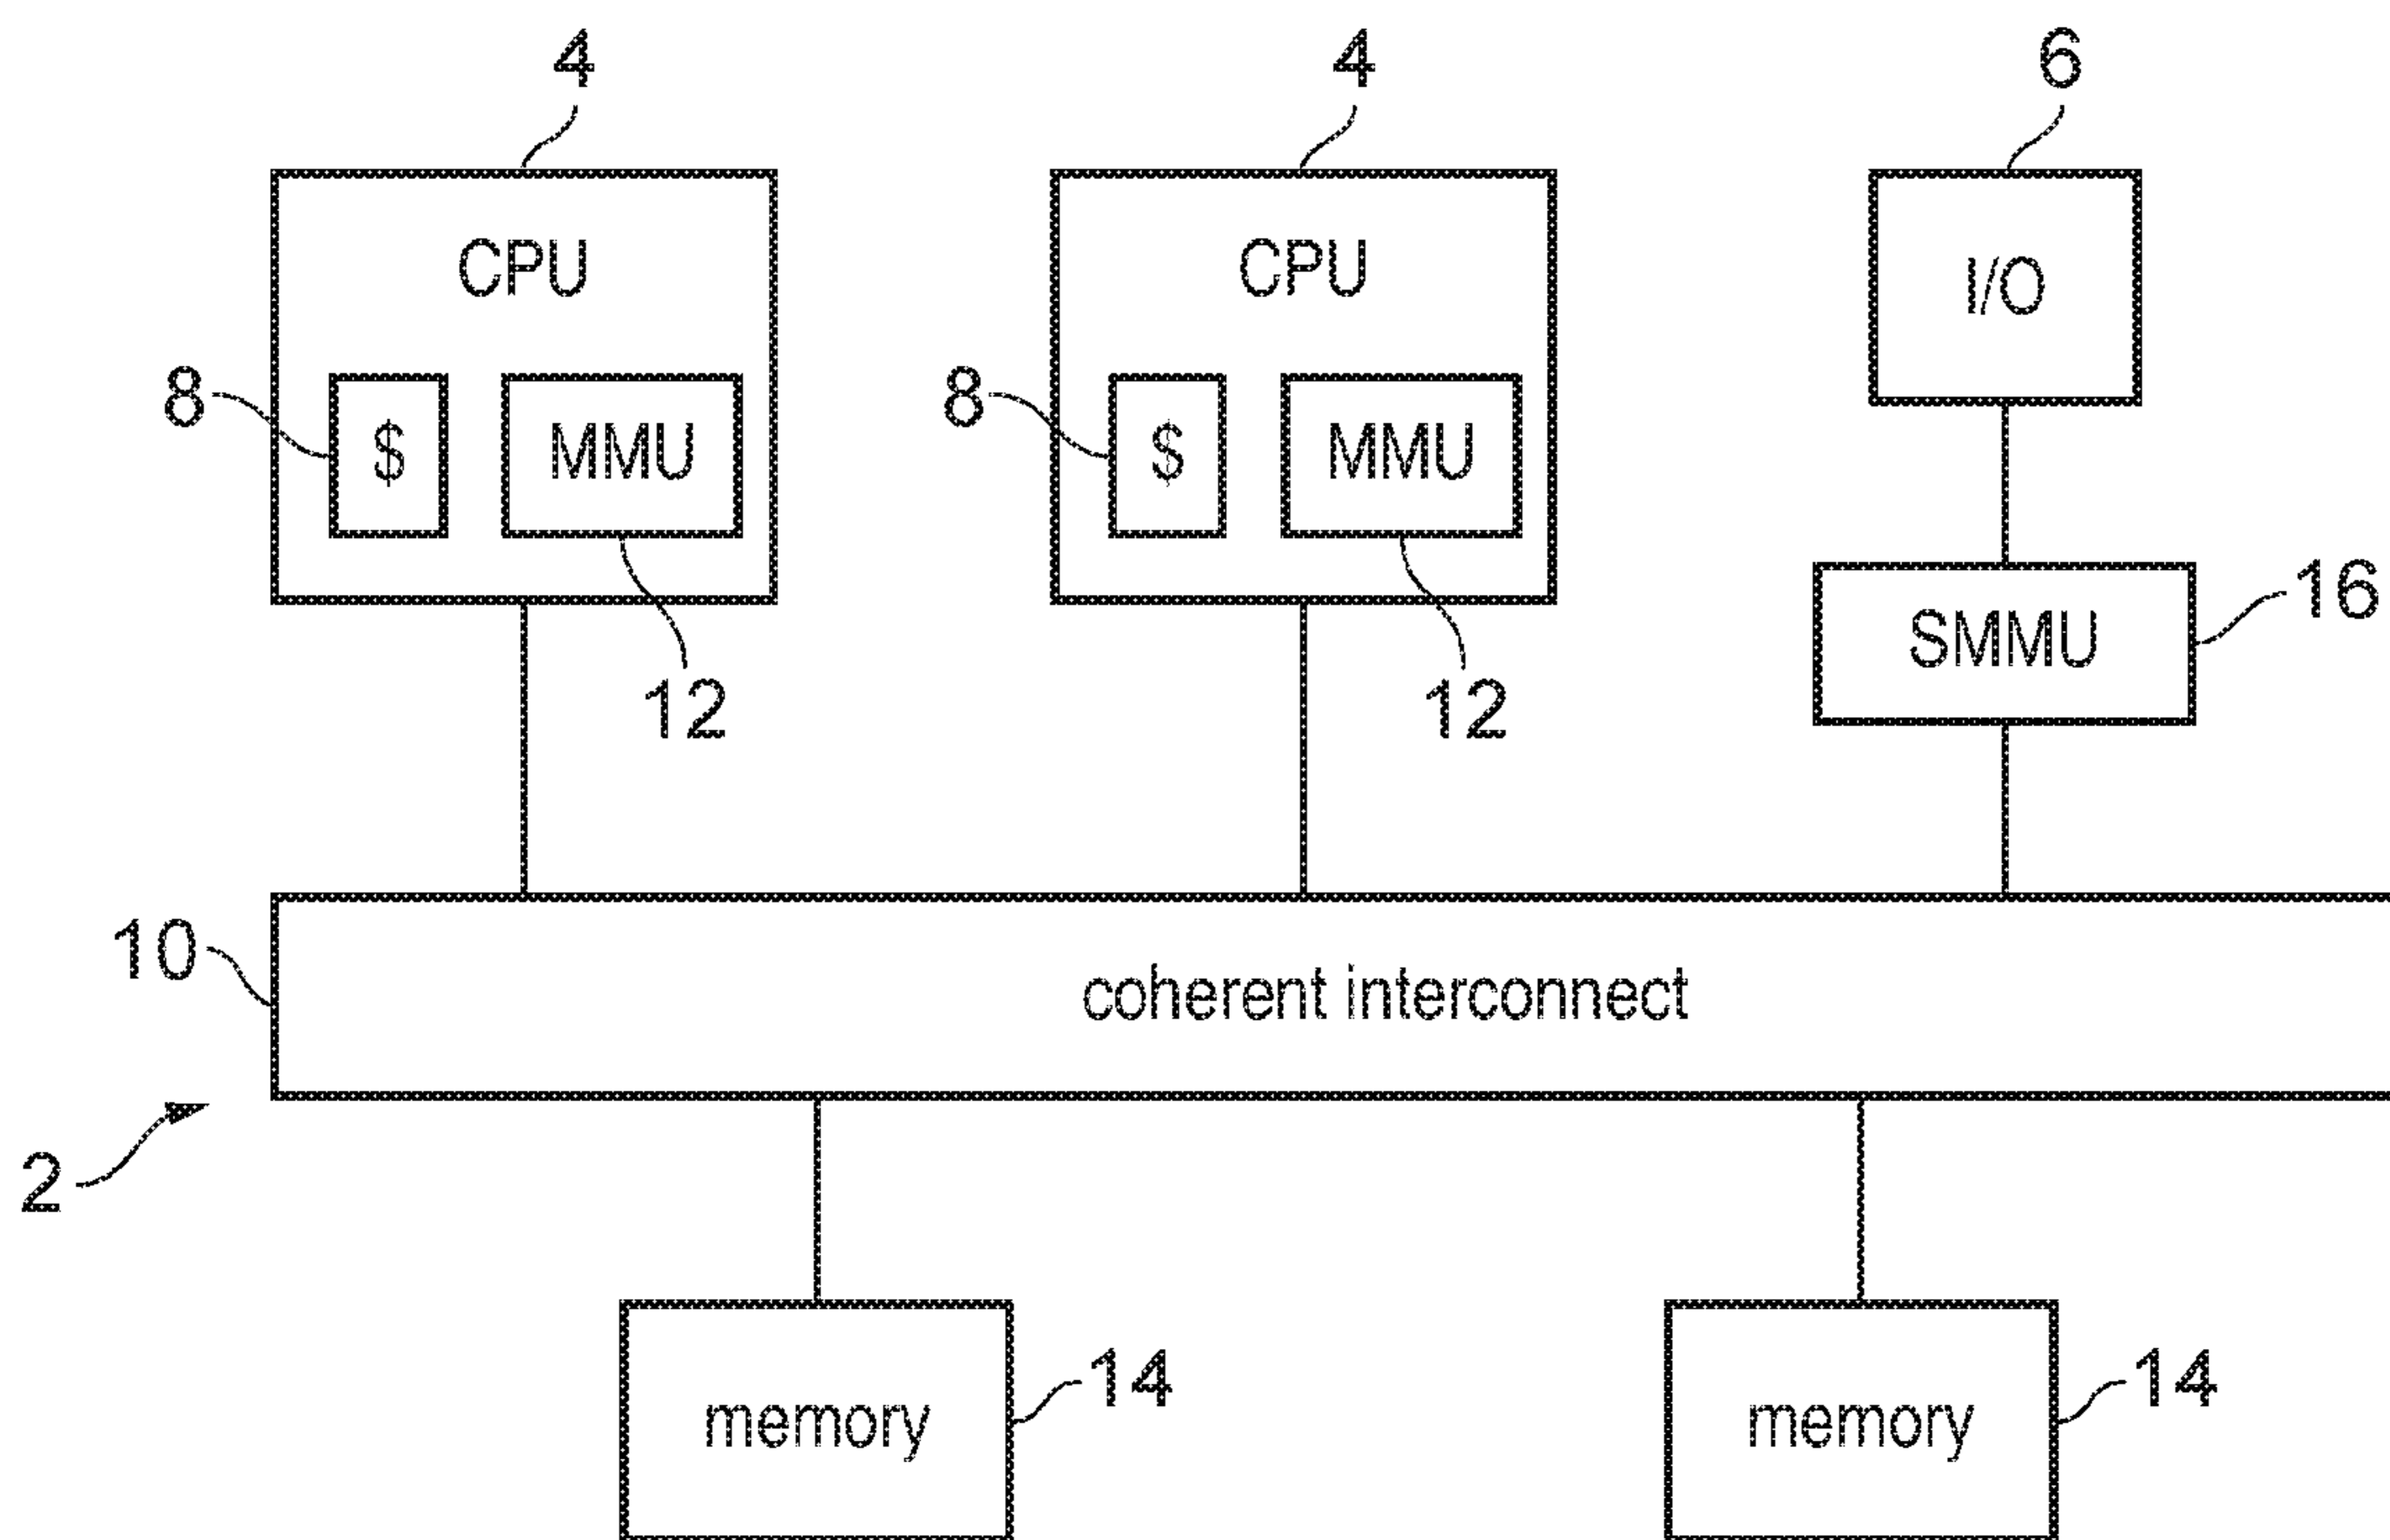 4 4 6
CPU CPU I/O
8 $ MMU 8 $ MMU
SMMU 16
12 12
10 coherent interconnect
2
memory 14 memory 14